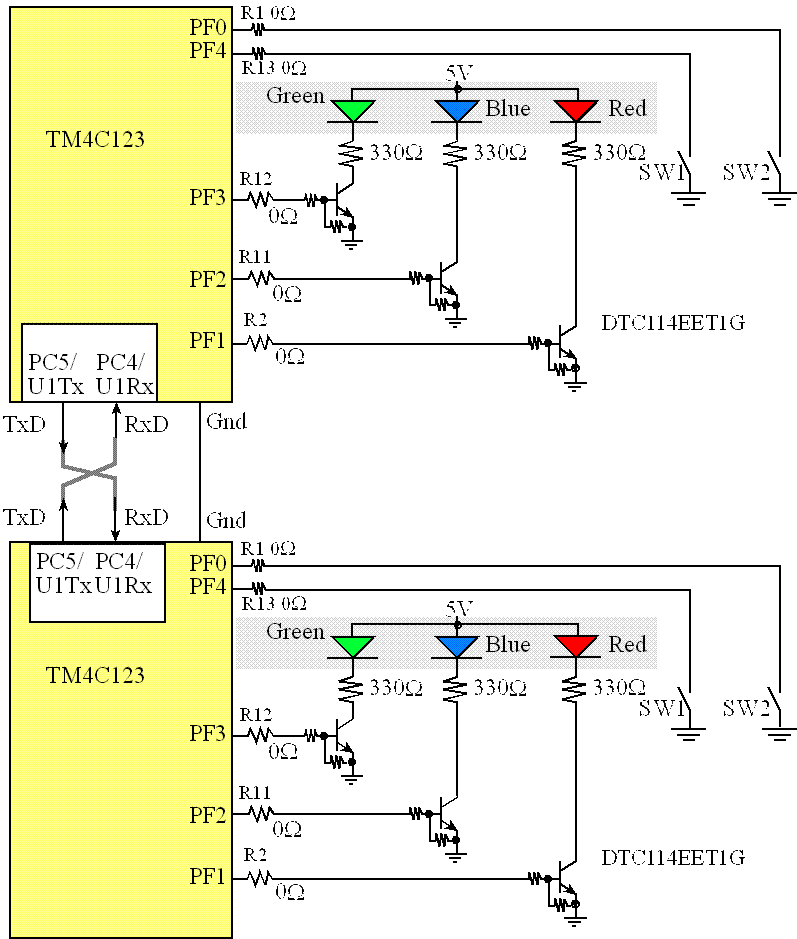 PF0
R1 0Ω
PF4
R13 0Ω
5V
Green
Blue
Red
TM4C123
330Ω
330Ω
330Ω
SW1
SW2
R12
PF3
0Ω
R11
PF2
0Ω
R2
PF1
0Ω
DTC114EET1G
PC5/
U1Tx
PC4/
U1Rx
TxD
RxD
Gnd
TxD
RxD
Gnd
PC5/
U1Tx
PC4/
U1Rx
PF0
R1 0Ω
PF4
R13 0Ω
5V
Green
Blue
Red
TM4C123
330Ω
330Ω
330Ω
SW1
SW2
R12
PF3
0Ω
R11
PF2
0Ω
R2
PF1
0Ω
DTC114EET1G